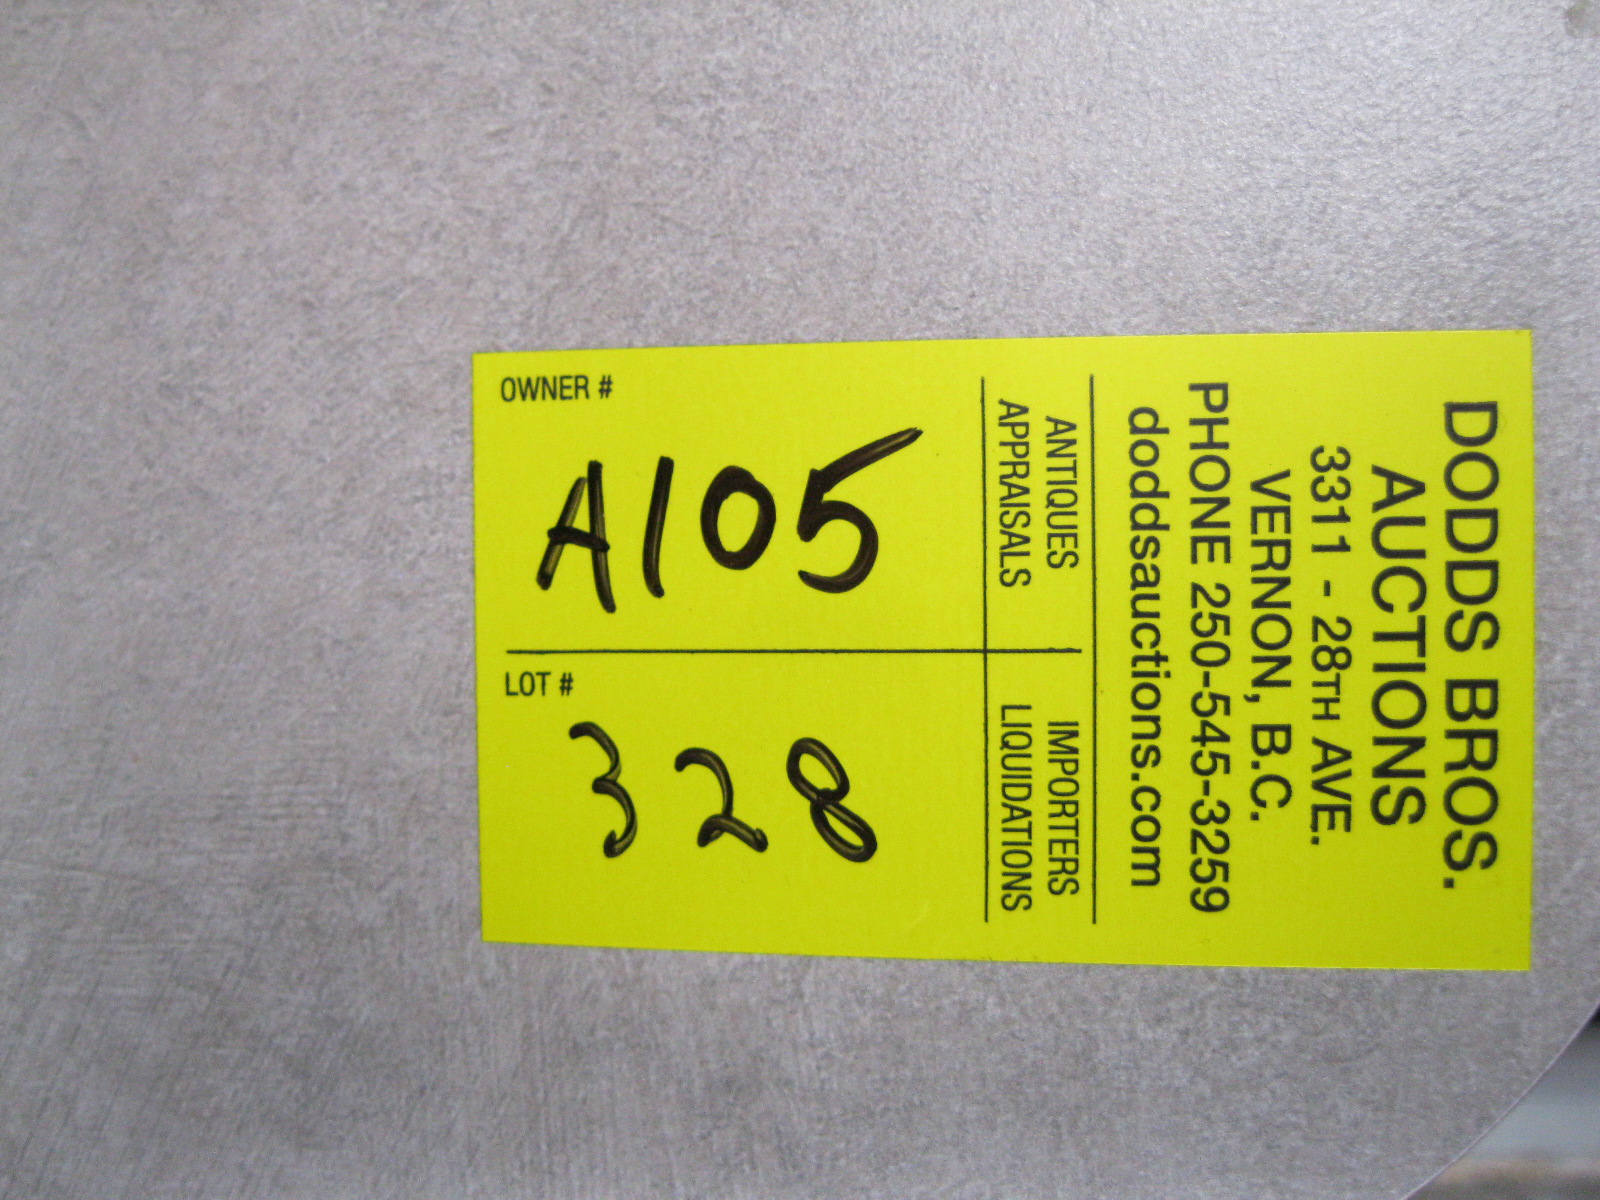 DODDS BROS.
AUCTIONS
3311 - 28TH AVE.
VERNON, B.C.
PHONE 250-545-3259
doddsauctions.com
ANTIQUES
APPRAISALS
IMPORTERS
LIQUIDATIONS
OWNER #
A105
LOT #
328